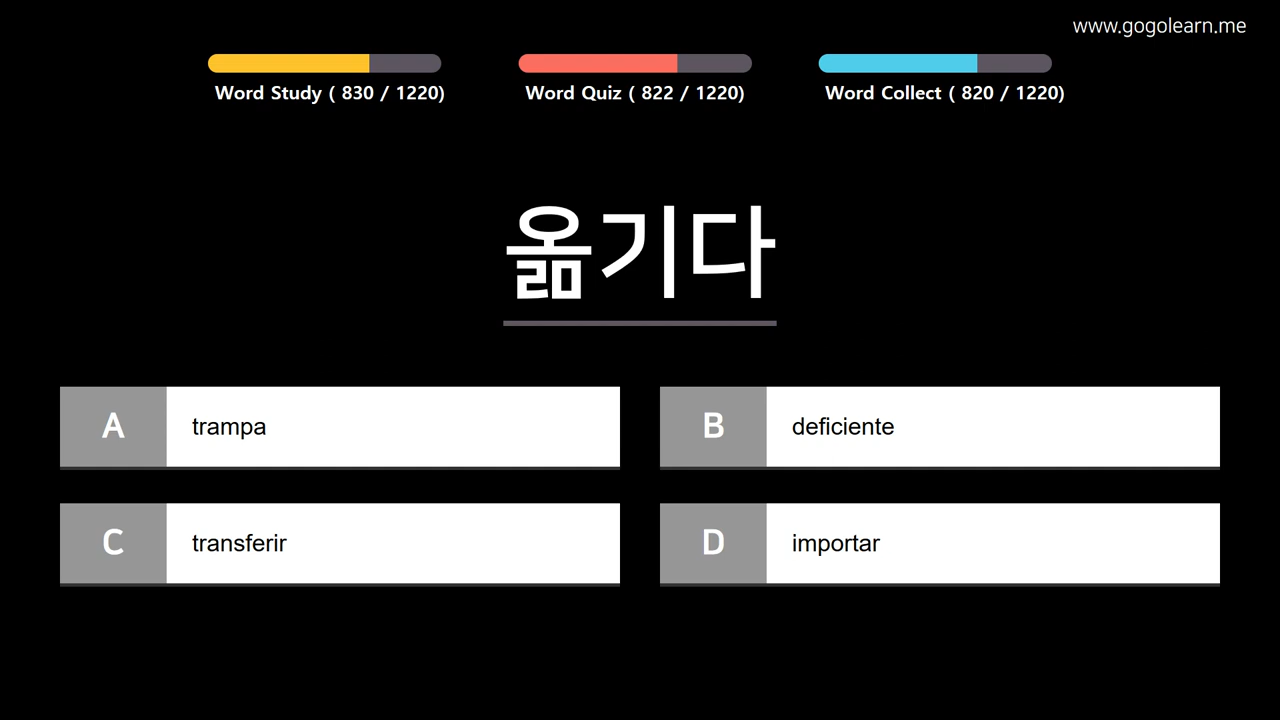 www.gogolearn.me
Word Study ( 830 / 1220)
Word Quiz ( 822 / 1220)
Word Collect ( 820 / 1220)
옮기다
A trampa
B deficiente
C transferir
D importar